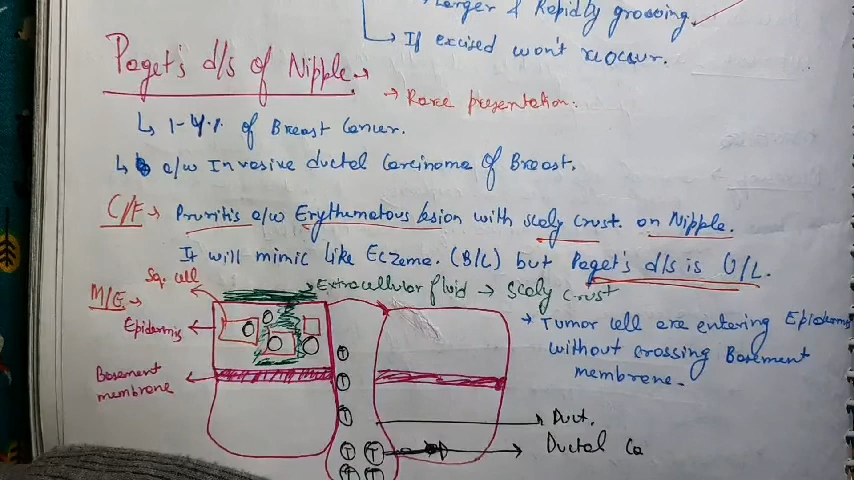 Larger & Rapidly growing.
↳ If excised won't reoccur.
Paget's d/s of Nipple →
→ Rare presentation.
↳ 1-4% of Breast Cancer.
↳ a/w Invasive ductal Carcinoma of Breast.
C/F → Pruritis a/w Erythematous lesion with scaly crust on Nipple.
It will mimic like Eczema. (B/L) but Paget's d/s is U/L.
M/E →
Sq. cell
Extracellular fluid → Scaly crust
Epidermis
→ Tumor cell are entering Epidermis
without crossing Basement
membrane.
Basement
membrane
T
T
T
T T
T T
Duct.
Ductal Ca